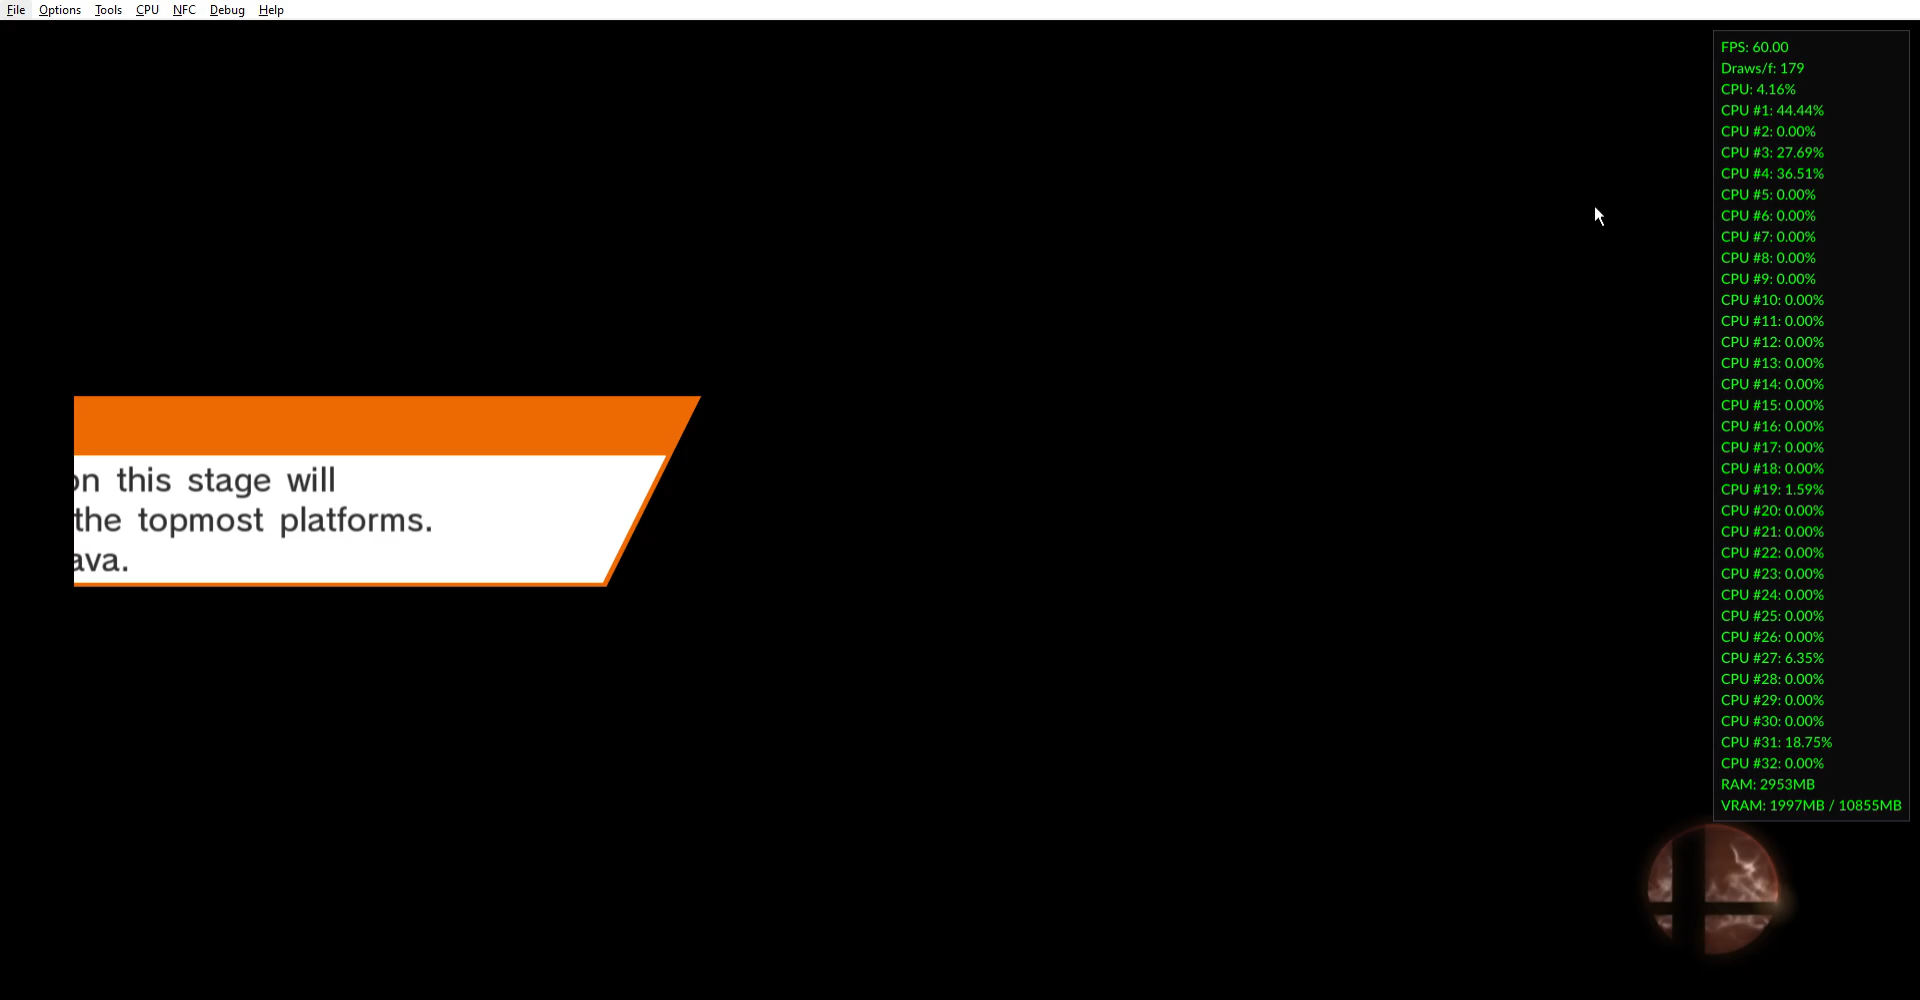 File Options Tools CPU NFC Debug Help
FPS: 60.00
Draws/f: 179
CPU: 4.16%
CPU #1: 44.44%
CPU #2: 0.00%
CPU #3: 27.69%
CPU #4: 36.51%
CPU #5: 0.00%
CPU #6: 0.00%
CPU #7: 0.00%
CPU #8: 0.00%
CPU #9: 0.00%
CPU #10: 0.00%
CPU #11: 0.00%
CPU #12: 0.00%
CPU #13: 0.00%
CPU #14: 0.00%
CPU #15: 0.00%
CPU #16: 0.00%
CPU #17: 0.00%
CPU #18: 0.00%
CPU #19: 1.59%
CPU #20: 0.00%
CPU #21: 0.00%
CPU #22: 0.00%
CPU #23: 0.00%
CPU #24: 0.00%
CPU #25: 0.00%
CPU #26: 0.00%
CPU #27: 6.35%
CPU #28: 0.00%
CPU #29: 0.00%
CPU #30: 0.00%
CPU #31: 18.75%
CPU #32: 0.00%
RAM: 2953MB
VRAM: 1997MB / 10855MB
on this stage will
the topmost platforms.
ava.